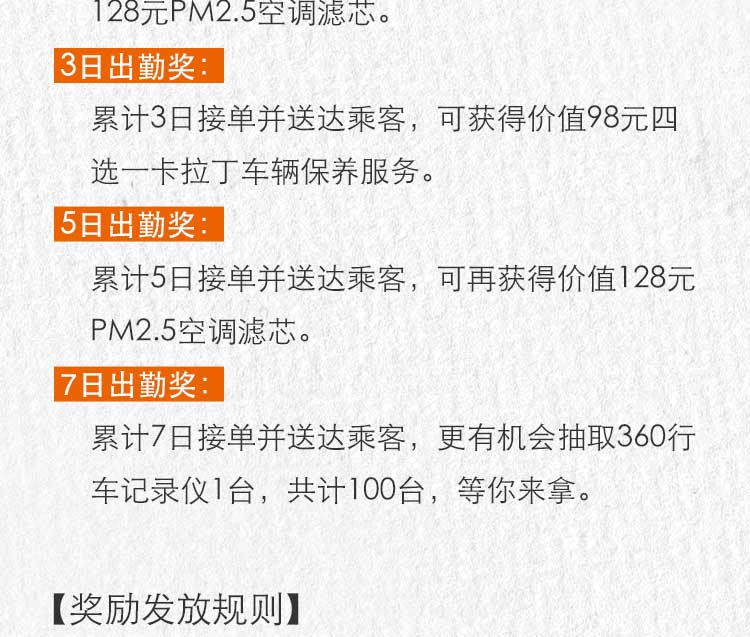 128元PM2.5空调滤芯。
3日出勤奖：
累计3日接单并送达乘客，可获得价值98元四
选一卡拉丁车辆保养服务。
5日出勤奖：
累计5日接单并送达乘客，可再获得价值128元
PM2.5空调滤芯。
7日出勤奖：
累计7日接单并送达乘客，更有机会抽取360行
车记录仪1台，共计100台，等你来拿。
【奖励发放规则】